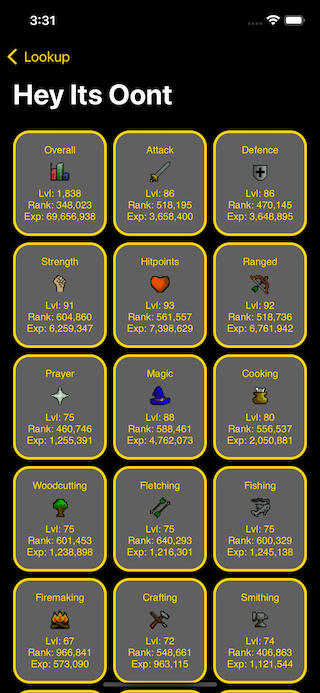 3:31
Lookup
Hey Its Oont
Overall
Lvl: 1,838
Rank: 348,023
Exp: 69,656,938
Attack
Lvl: 86
Rank: 518,195
Exp: 3,658,400
Defence
Lvl: 86
Rank: 470,145
Exp: 3,648,895
Strength
Lvl: 91
Rank: 604,860
Exp: 6,259,347
Hitpoints
Lvl: 93
Rank: 561,557
Exp: 7,398,629
Ranged
Lvl: 92
Rank: 518,736
Exp: 6,761,942
Prayer
Lvl: 75
Rank: 460,746
Exp: 1,255,391
Magic
Lvl: 88
Rank: 588,461
Exp: 4,762,073
Cooking
Lvl: 80
Rank: 556,537
Exp: 2,050,881
Woodcutting
Lvl: 75
Rank: 601,453
Exp: 1,238,898
Fletching
Lvl: 75
Rank: 640,293
Exp: 1,216,301
Fishing
Lvl: 75
Rank: 600,329
Exp: 1,245,138
Firemaking
Lvl: 67
Rank: 966,841
Exp: 573,090
Crafting
Lvl: 72
Rank: 548,661
Exp: 963,115
Smithing
Lvl: 74
Rank: 406,863
Exp: 1,121,544